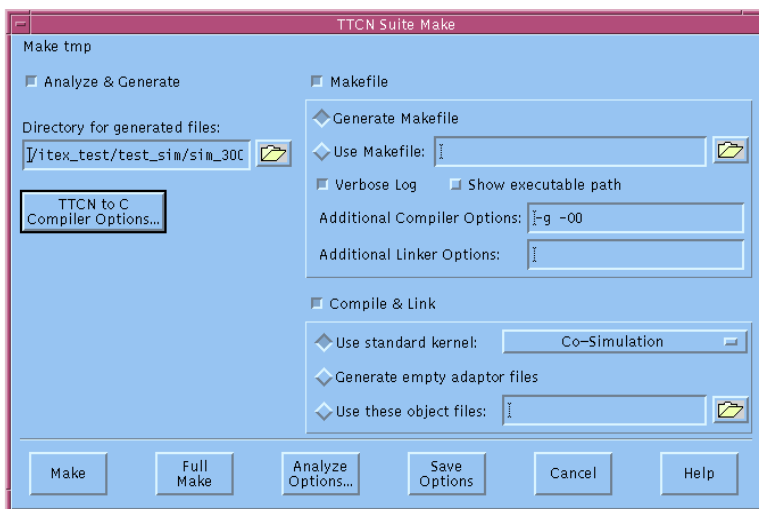 TTCN Suite Make
Make tmp
Analyze & Generate
Directory for generated files:
/itex_test/test_sim/sim_300
TTCN to C
Compiler Options...
Makefile
Generate Makefile
Use Makefile:
Verbose Log
Show executable path
Additional Compiler Options:
-g -O0
Additional Linker Options:
Compile & Link
Use standard kernel:
Co-Simulation
Generate empty adaptor files
Use these object files:
Make
Full
Make
Analyze
Options...
Save
Options
Cancel
Help